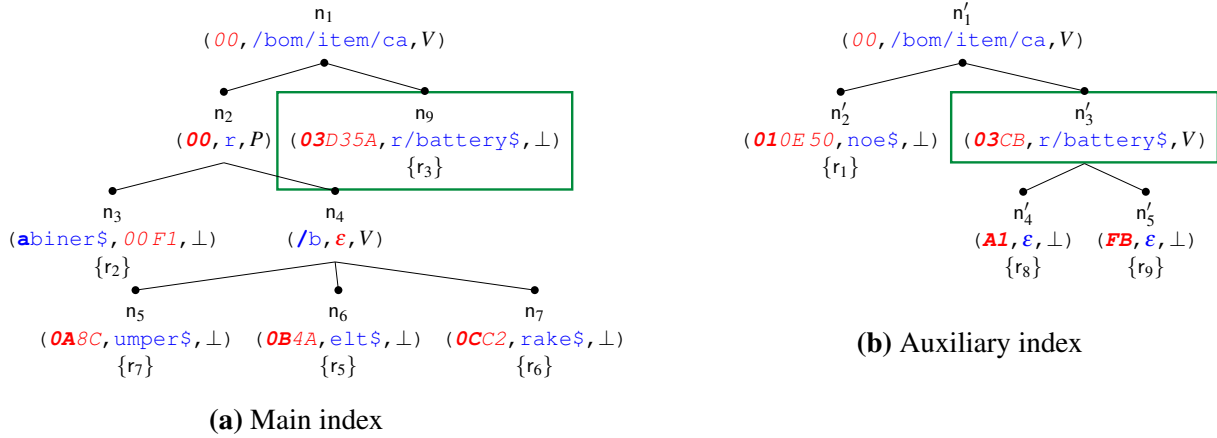 n₁
(00,/bom/item/ca,V)
n₂
(00,r,P)
n₉
(03D35A,r/battery$,⊥)
{r₃}
n₃
(abiner$,00F1,⊥)
{r₂}
n₄
(/b,ε,V)
n₅
(0A8C,umper$,⊥)
{r₇}
n₆
(0B4A,elt$,⊥)
{r₅}
n₇
(0CC2,rake$,⊥)
{r₆}
(a) Main index
n′₁
(00,/bom/item/ca,V)
n′₂
(010E50,noe$,⊥)
{r₁}
n′₃
(03CB,r/battery$,V)
n′₄
(A1,ε,⊥)
{r₈}
n′₅
(FB,ε,⊥)
{r₉}
(b) Auxiliary index